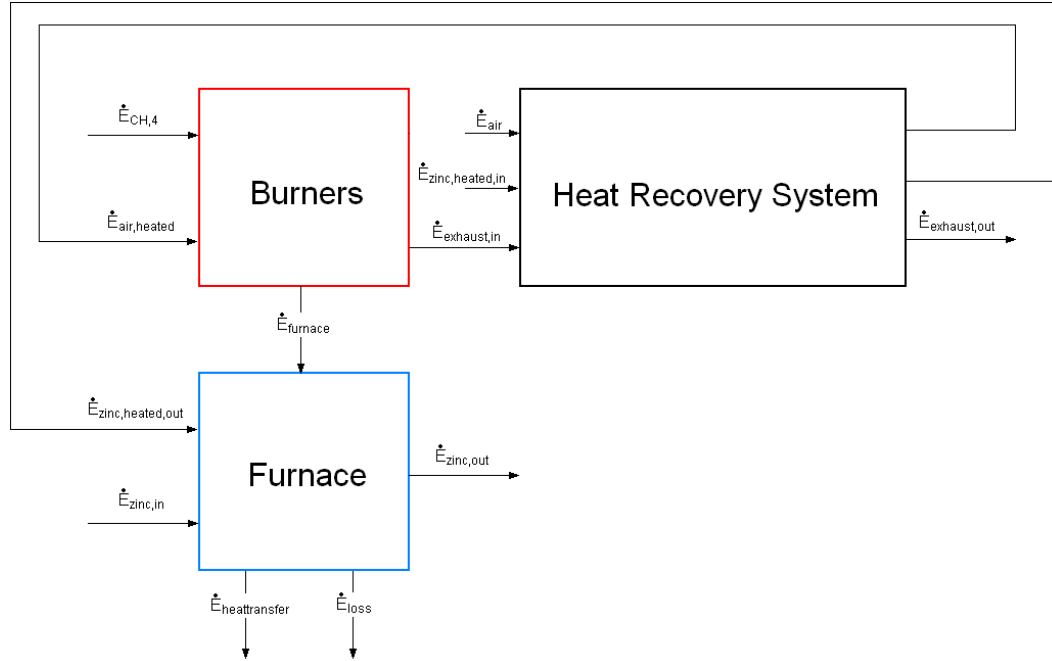 Ė_CH,4
Ė_air
Burners
Ė_zinc,heated,in
Heat Recovery System
Ė_air,heated
Ė_exhaust,in
Ė_exhaust,out
Ė_furnace
Ė_zinc,heated,out
Furnace
Ė_zinc,out
Ė_zinc,in
Ė_heattransfer
Ė_loss